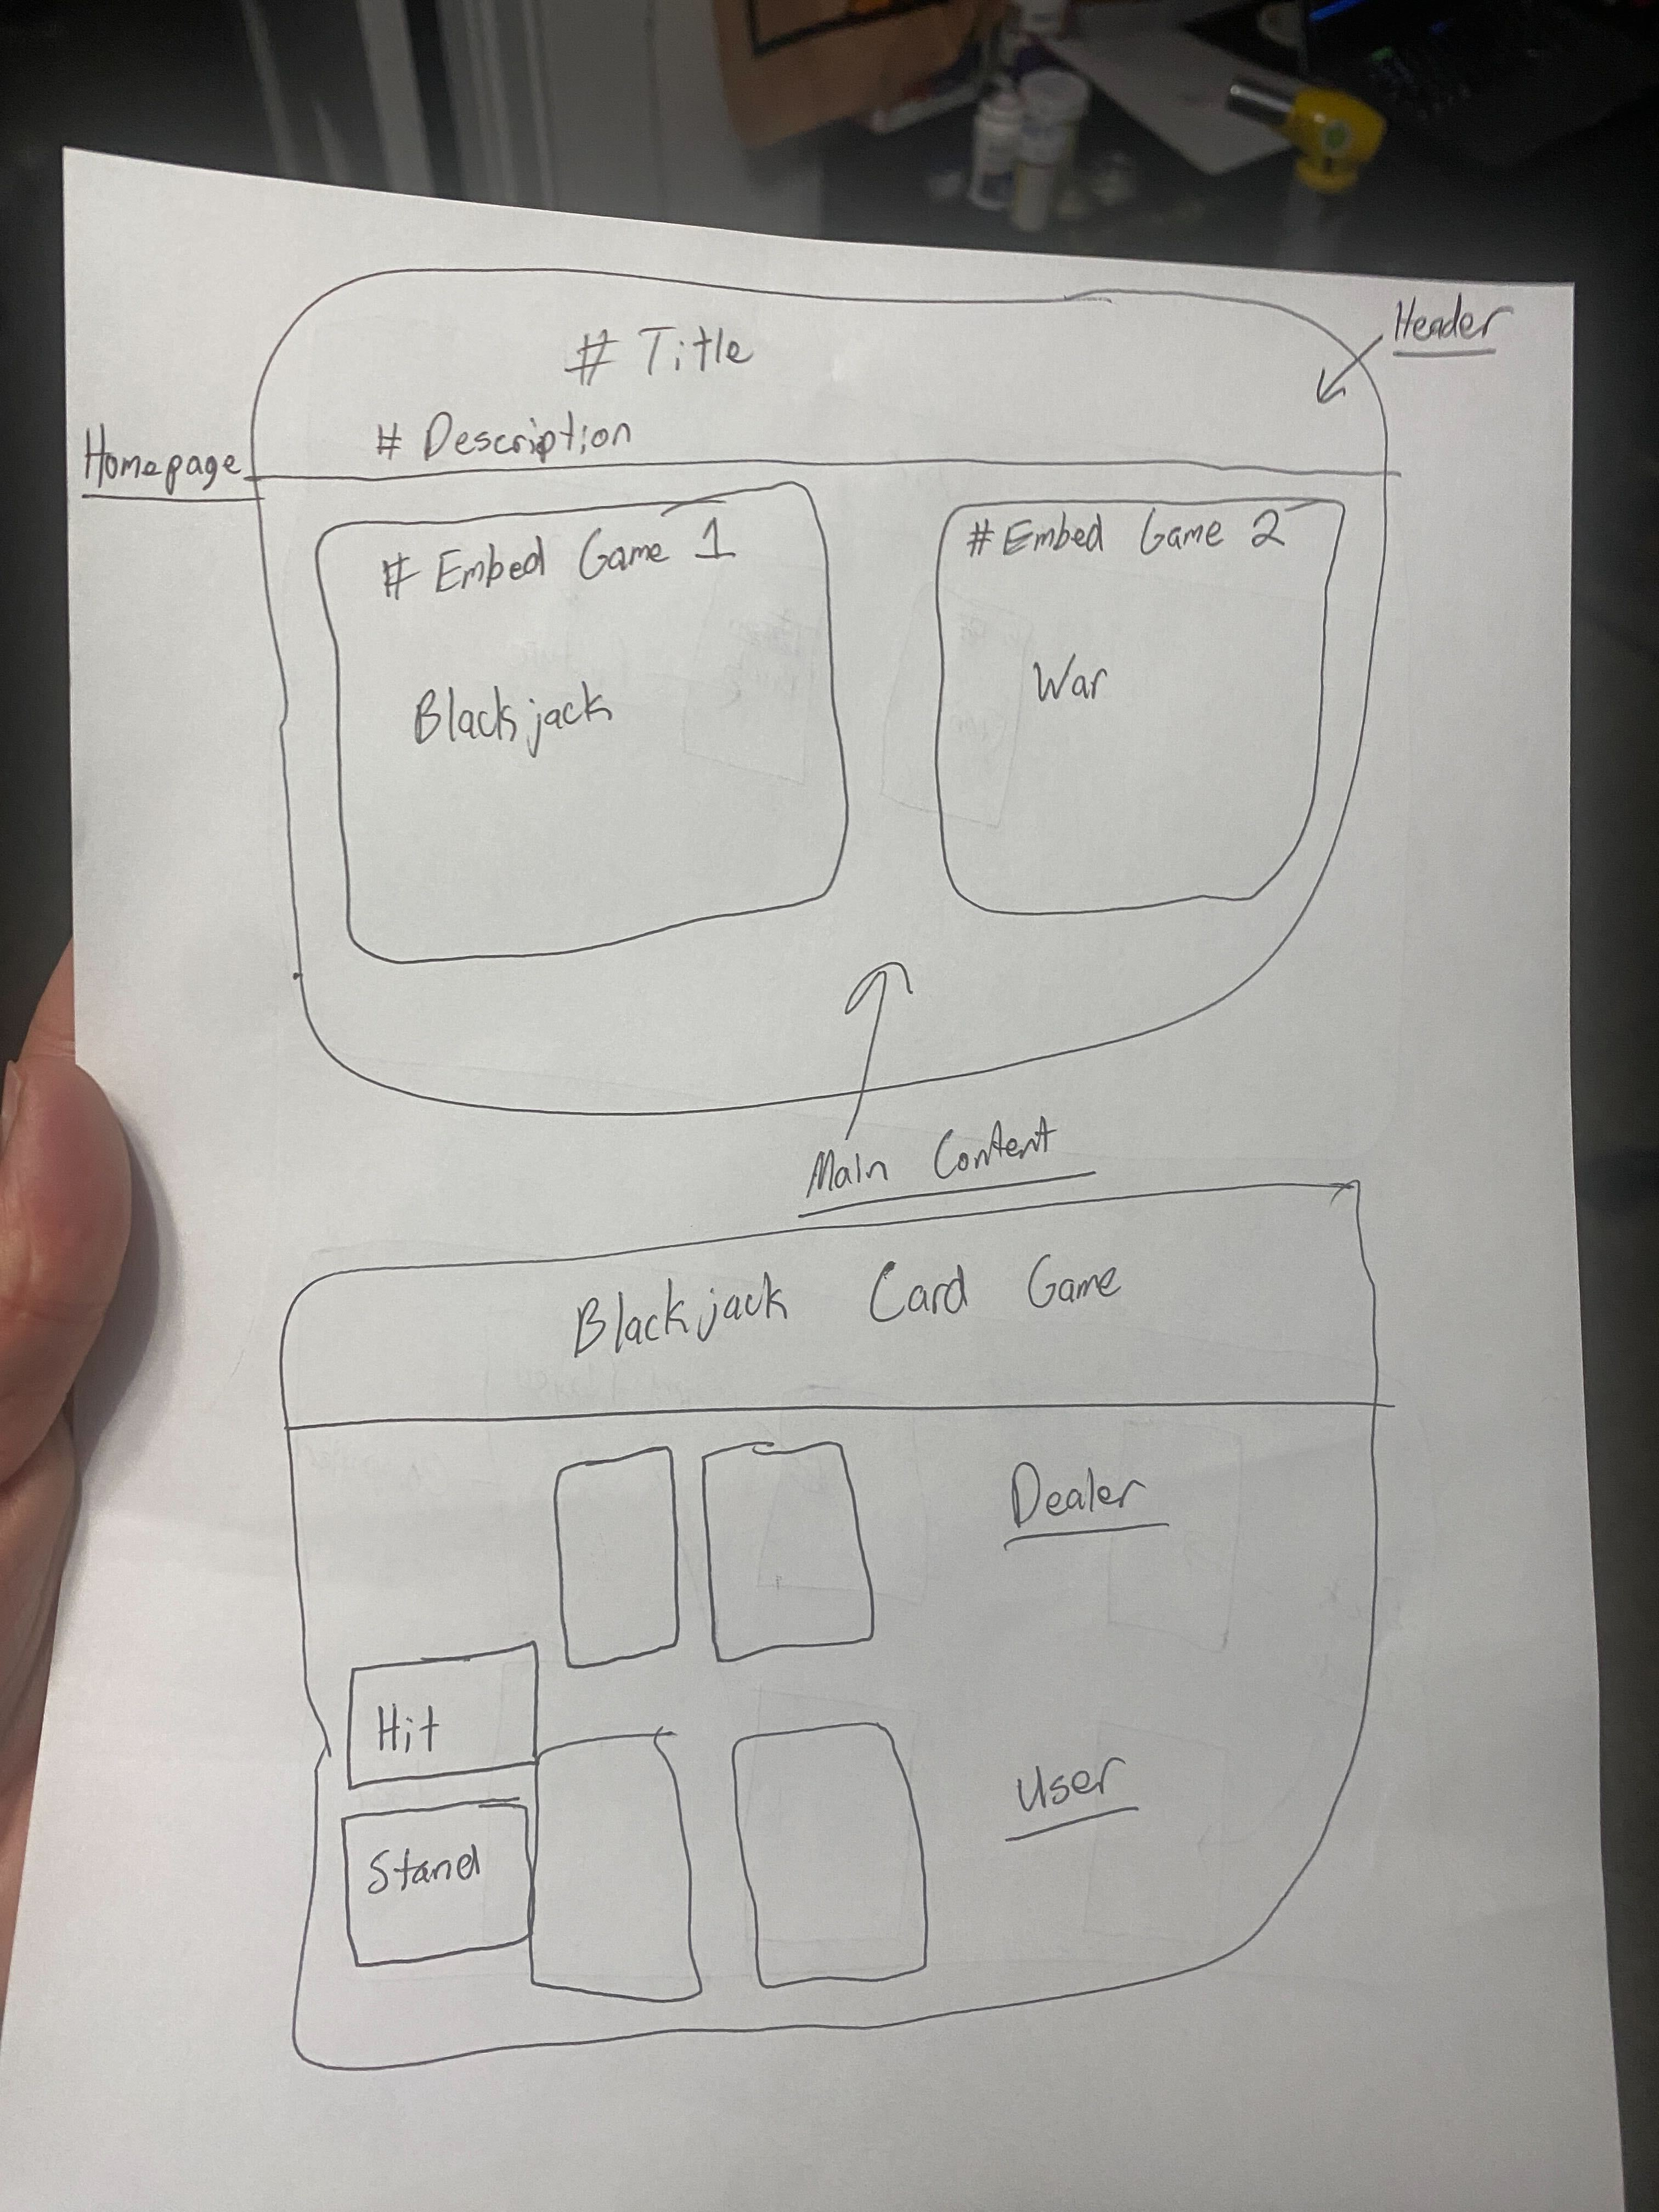 # Title
Header
# Description
Homepage
# Embed Game 1
# Embed Game 2
Blackjack
War
Main Content
Blackjack Card Game
Dealer
Hit
User
Stand